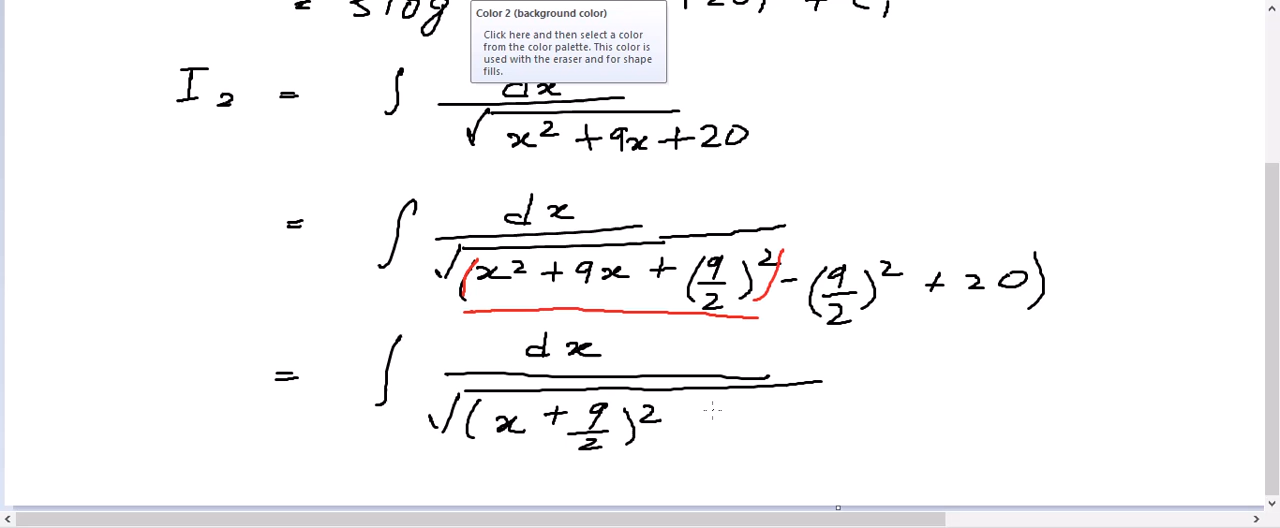 = 3 log
Color 2 (background color)
Click here and then select a color
from the color palette. This color is
used with the eraser and for shape
fills.
I₂ = ∫ dx / √(x² + 9x + 20)
= ∫ dx / √((x² + 9x + (9/2)²) - (9/2)² + 20)
= ∫ dx / √((x + 9/2)²